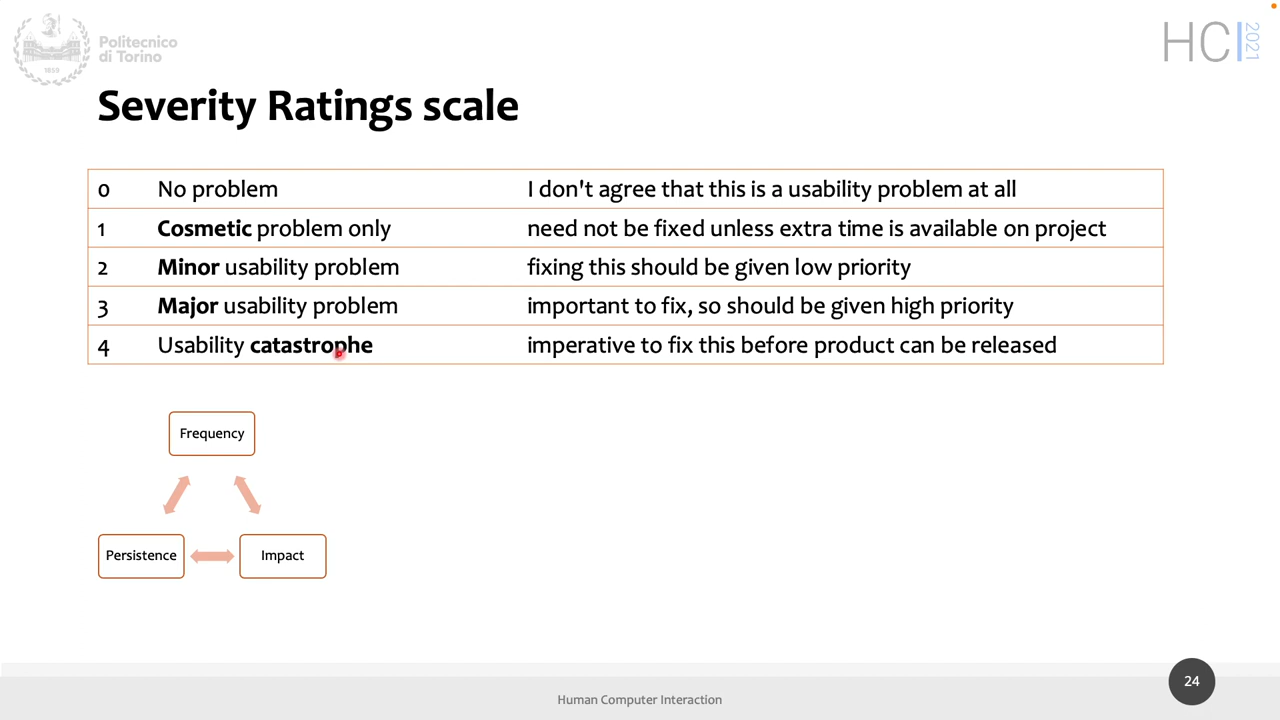 Politecnico
di Torino
1859
HCI 2021
Severity Ratings scale
0 No problem I don't agree that this is a usability problem at all
1 Cosmetic problem only need not be fixed unless extra time is available on project
2 Minor usability problem fixing this should be given low priority
3 Major usability problem important to fix, so should be given high priority
4 Usability catastrophe imperative to fix this before product can be released
Frequency
Persistence Impact
24
Human Computer Interaction